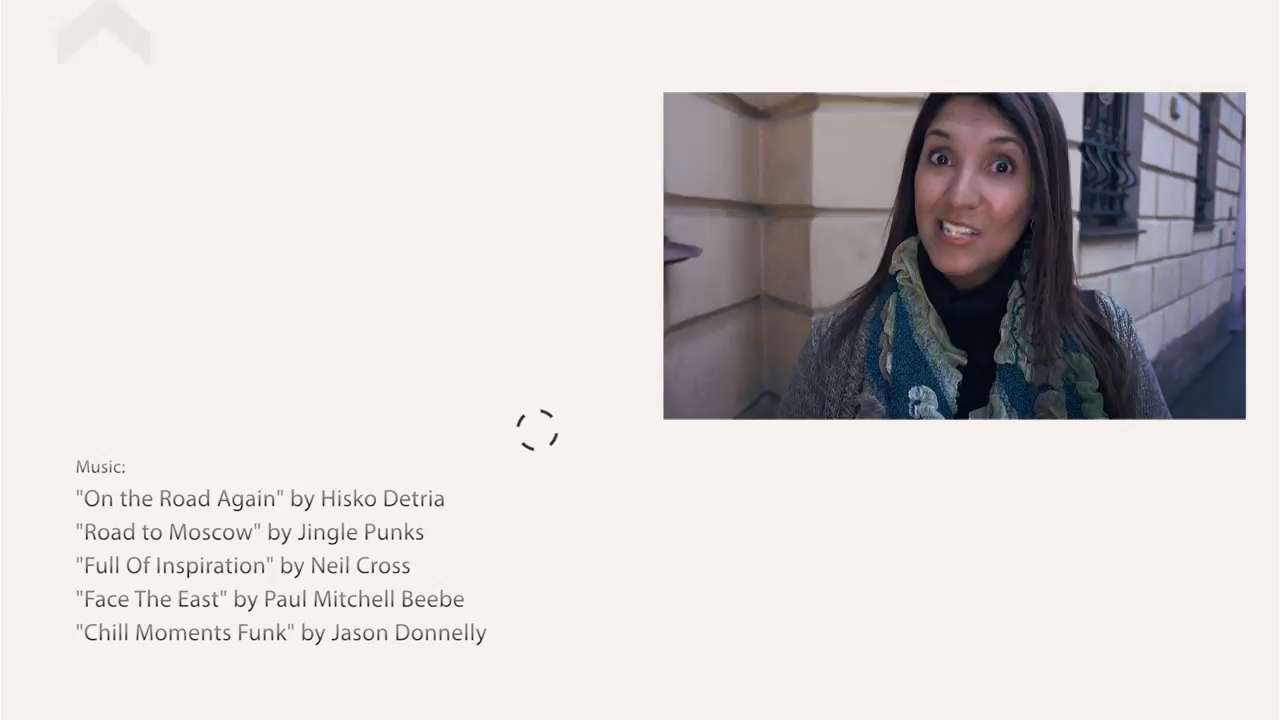 Music:
"On the Road Again" by Hisko Detria
"Road to Moscow" by Jingle Punks
"Full Of Inspiration" by Neil Cross
"Face The East" by Paul Mitchell Beebe
"Chill Moments Funk" by Jason Donnelly